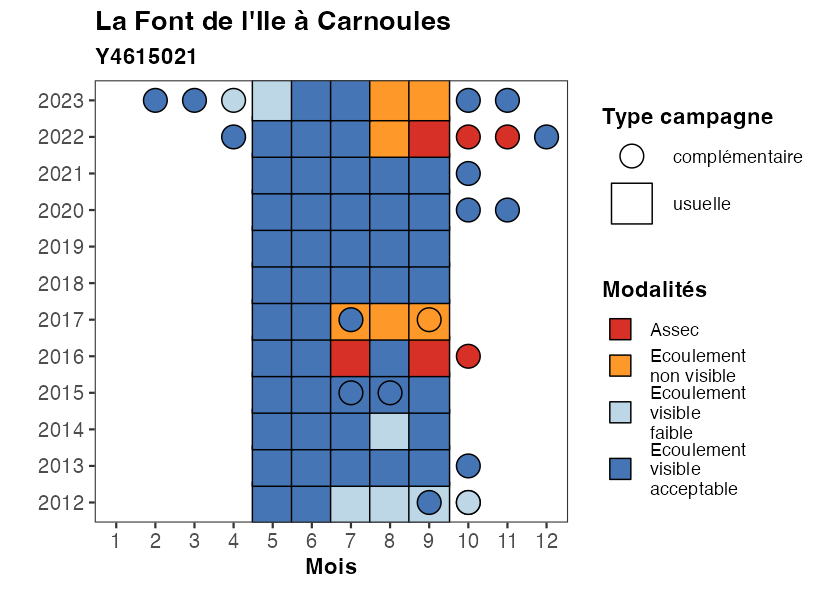 La Font de l'Ile à Carnoules
Y4615021
2023
2022
2021
2020
2019
2018
2017
2016
2015
2014
2013
2012
1 2 3 4 5 6 7 8 9 10 11 12
Mois
Type campagne
complémentaire
usuelle
Modalités
Assec
Ecoulement
non visible
Ecoulement
visible
faible
Ecoulement
visible
acceptable